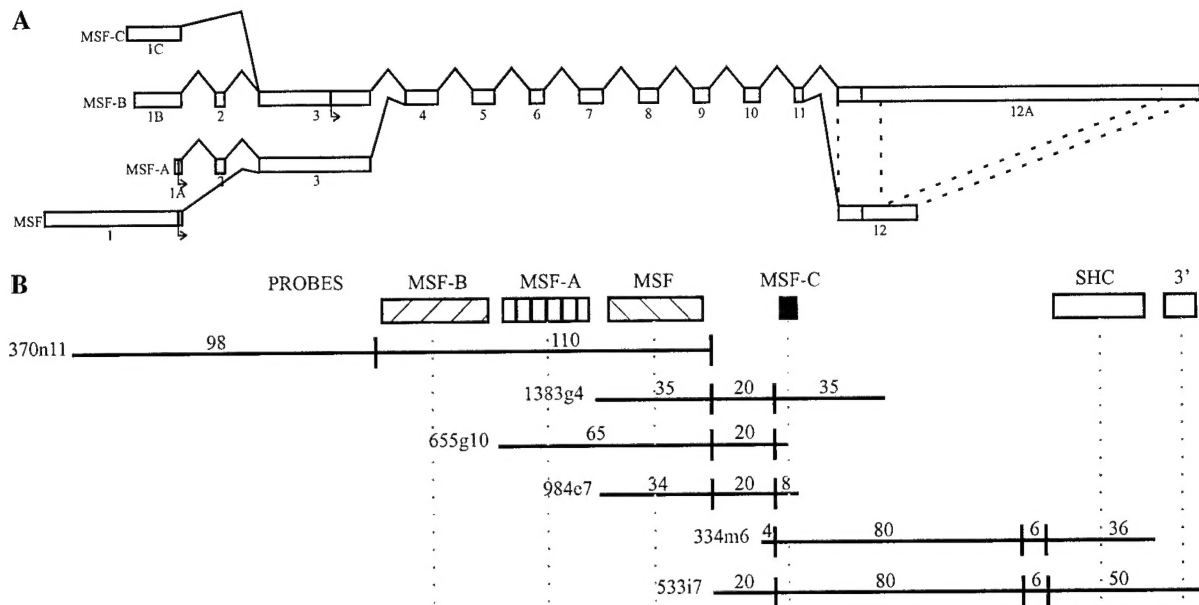 A
MSF-C
1C
MSF-B
1B 2 3 4 5 6 7 8 9 10 11 12A
MSF-A
1A 2 3
MSF
1 12
B
PROBES MSF-B MSF-A MSF MSF-C SHC 3'
370n11 98 110
1383g4 35 20 35
655g10 65 20
984e7 34 20 8
334m6 4 80 6 36
533i7 20 80 6 50